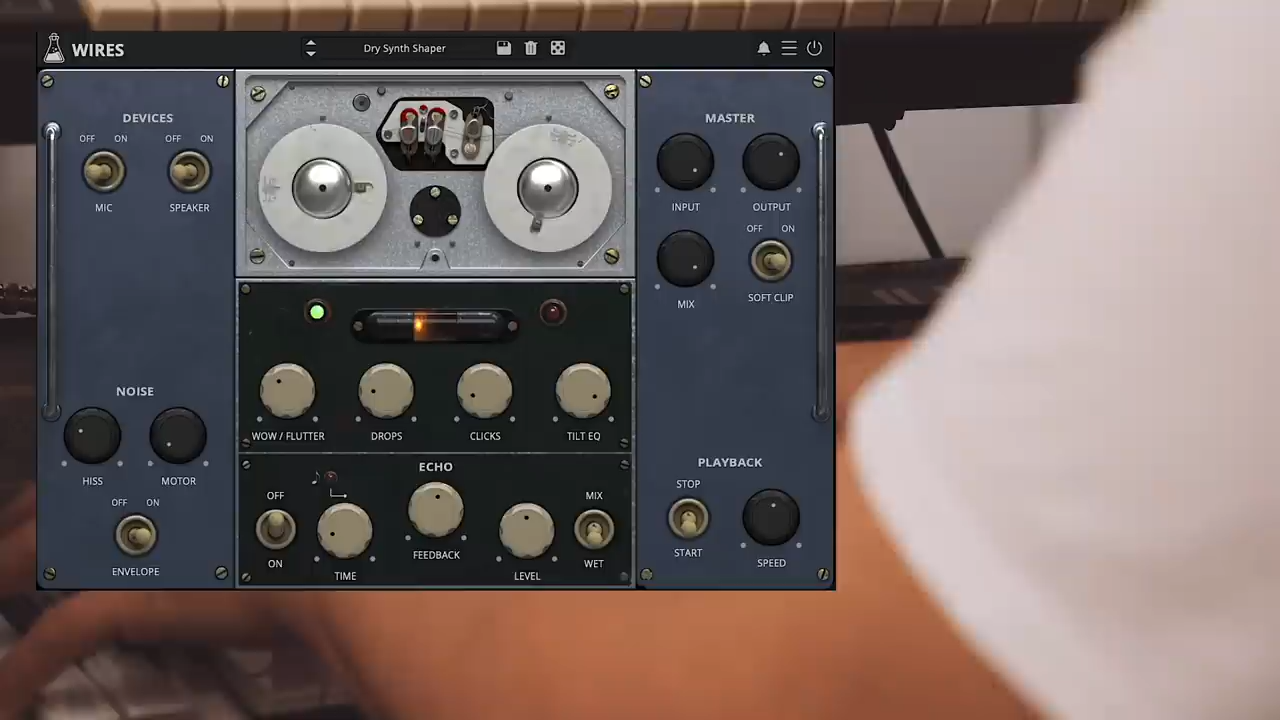 WIRES
Dry Synth Shaper
DEVICES
OFF ON
OFF ON
MIC
SPEAKER
NOISE
HISS
MOTOR
OFF ON
ENVELOPE
WOW / FLUTTER
DROPS
CLICKS
TILT EQ
ECHO
OFF
ON
TIME
FEEDBACK
LEVEL
MIX
WET
MASTER
INPUT
OUTPUT
MIX
OFF ON
SOFT CLIP
PLAYBACK
STOP
START
SPEED